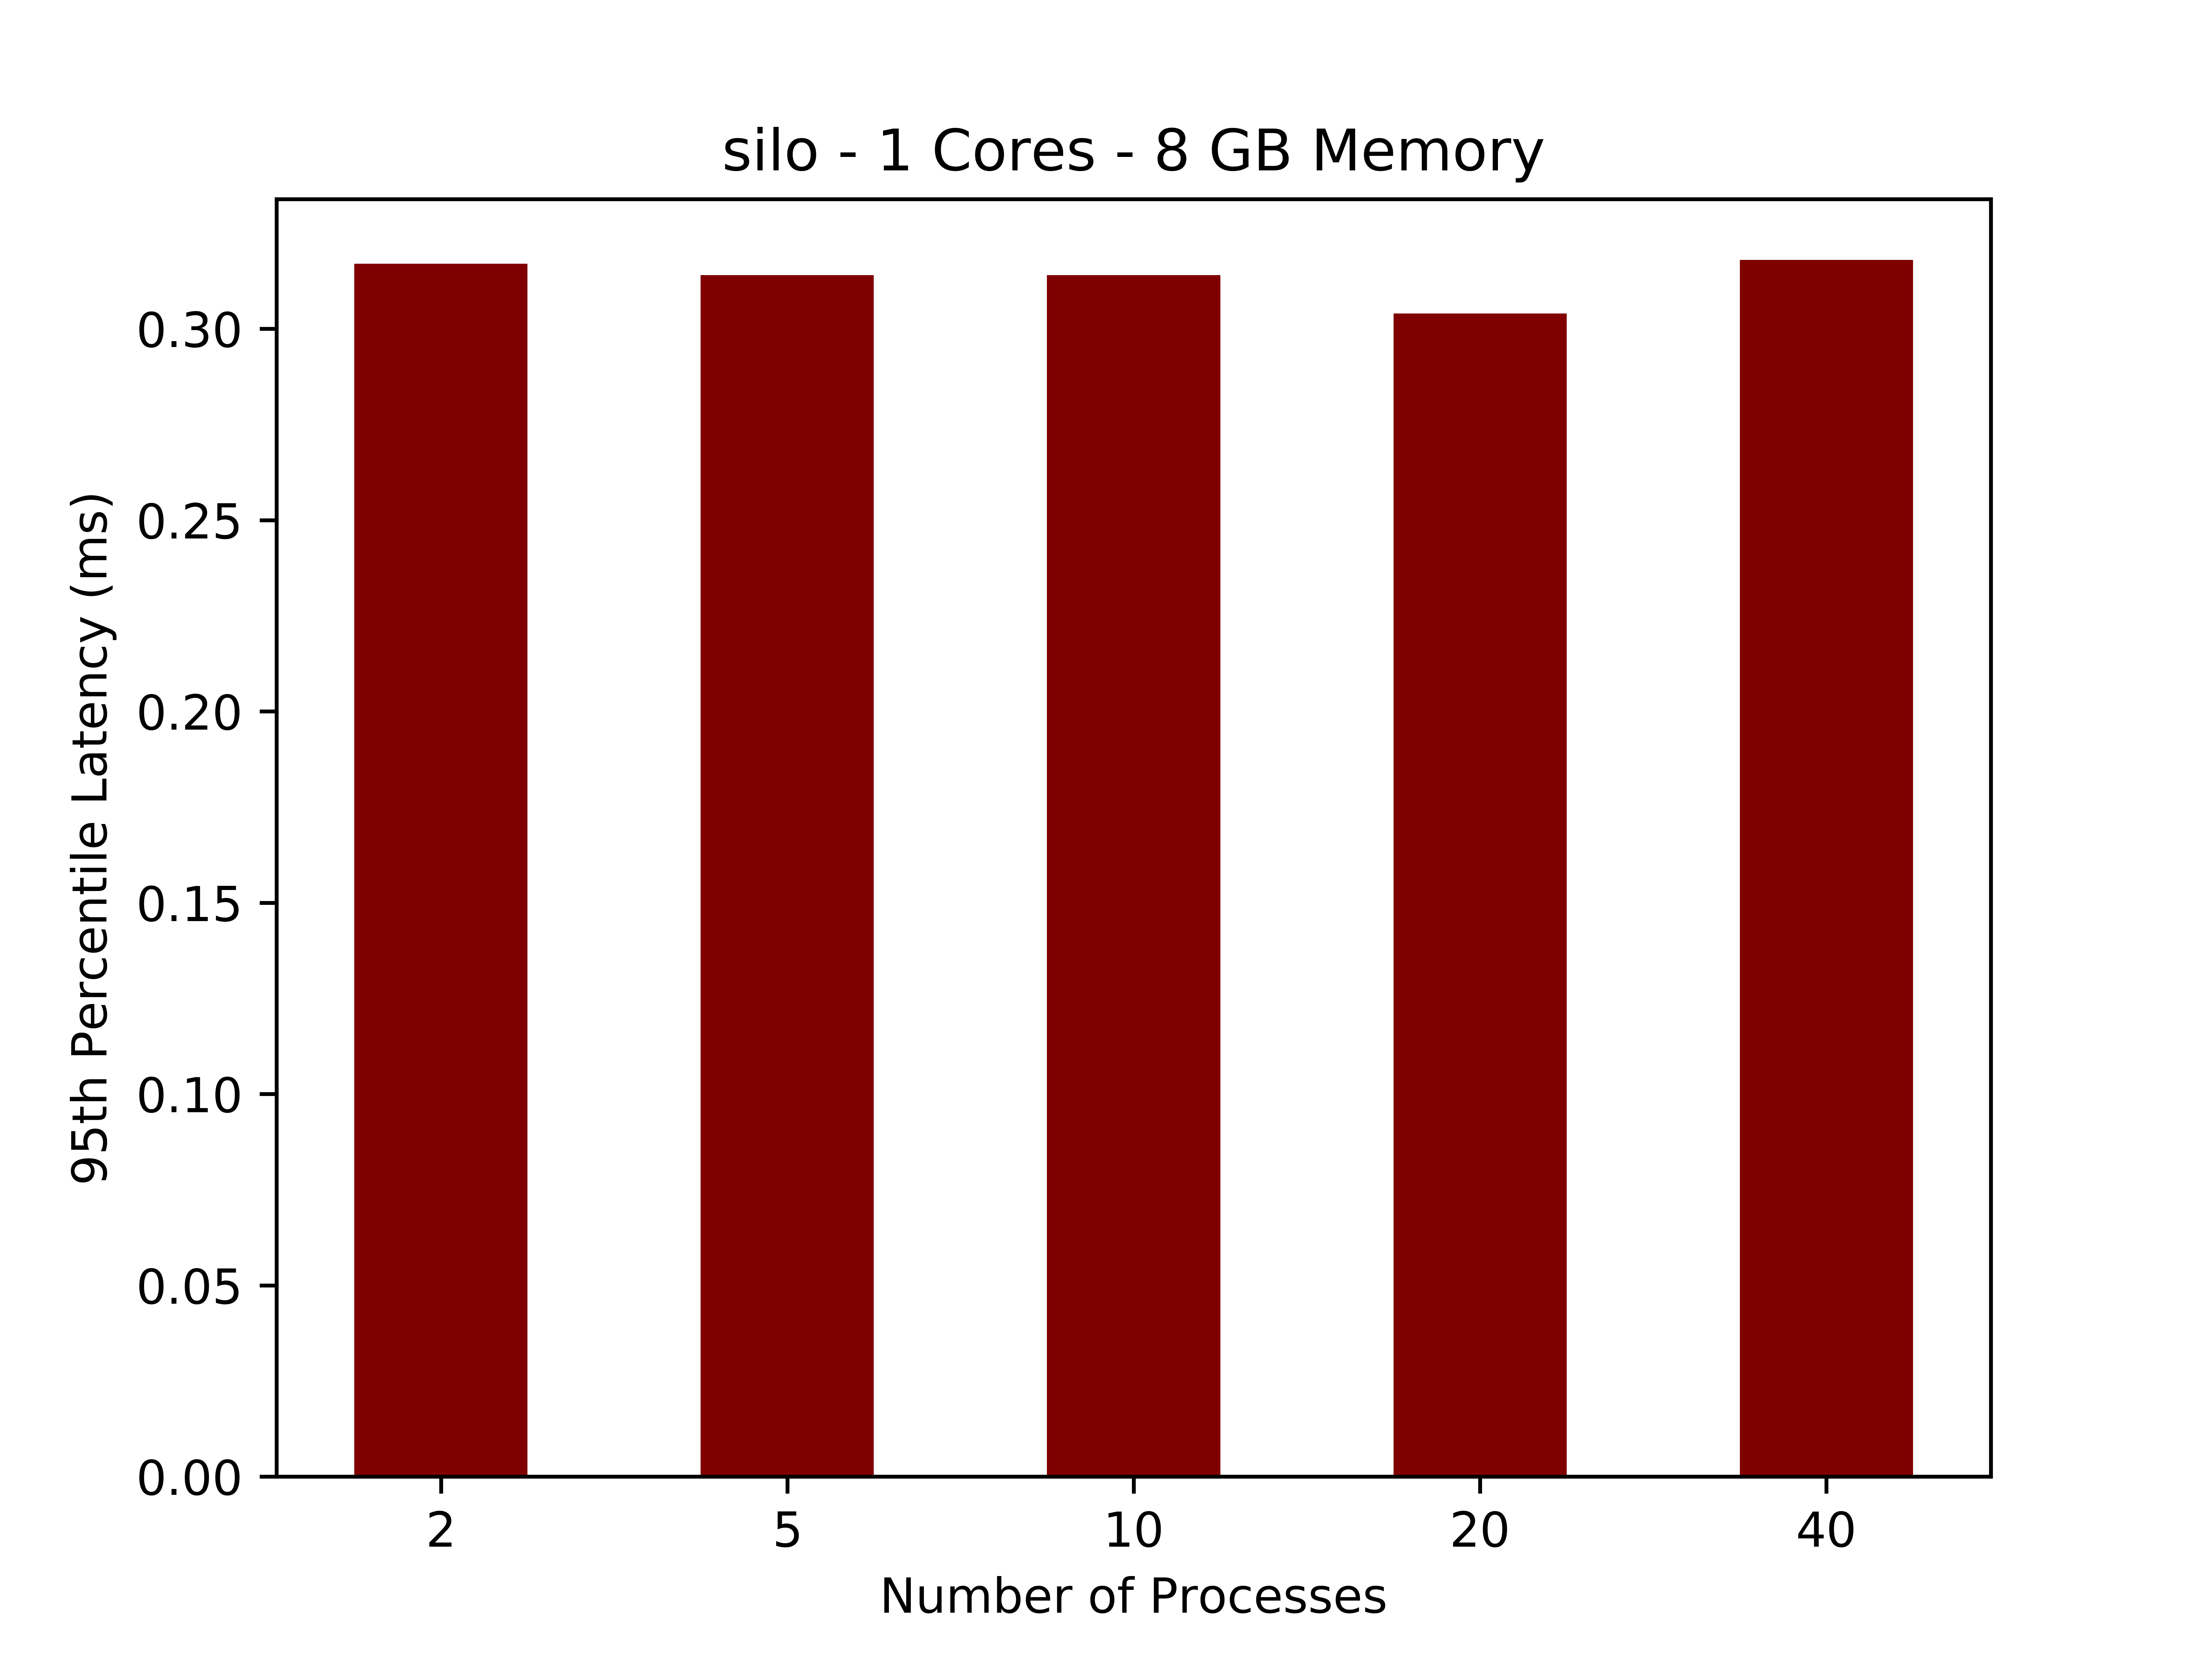 silo - 1 Cores - 8 GB Memory
95th Percentile Latency (ms)
0.30
0.25
0.20
0.15
0.10
0.05
0.00
2 5 10 20 40
Number of Processes